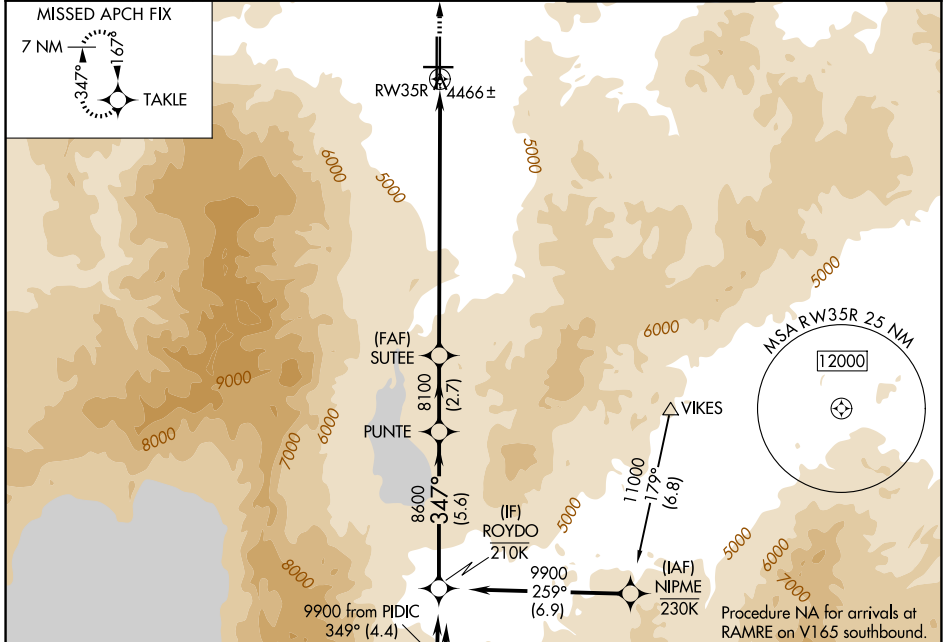 MISSED APCH FIX
7 NM
347°
167°
TAKLE
RW35R
4466±
6000
5000
5000
5000
6000
(FAF)
SUTEE
8100
(2.7)
PUNTE
9000
8000
7000
6000
8600
347°
(5.6)
VIKES
11000
179°
(6.8)
MSA RW35R 25 NM
12000
(IF)
ROYDO
210K
5000
9900
259°
(6.9)
(IAF)
NIPME
230K
5000
6000
7000
8000
9900 from PIDIC
349° (4.4)
Procedure NA for arrivals at
RAMRE on V165 southbound.